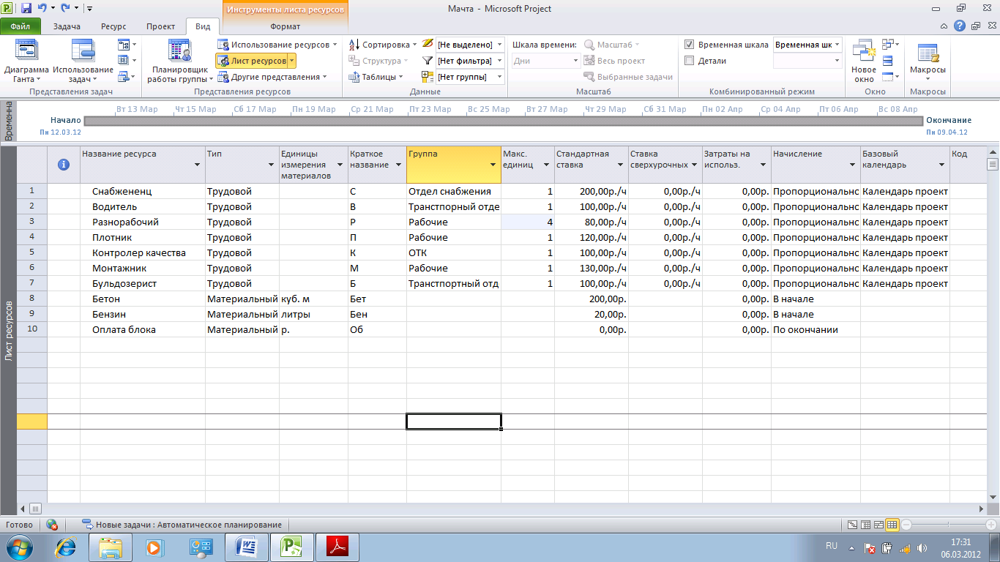 Инструменты листа ресурсов
Мачта - Microsoft Project
Файл Задача Ресурс Проект Вид Формат
Диаграмма Ганта
Использование задач
Представления задач
Планировщик работы группы
Использование ресурсов
Лист ресурсов
Другие представления
Представления ресурсов
Сортировка
Структура
Таблицы
[Не выделено]
[Нет фильтра]
[Нет группы]
Данные
Шкала времени:
Дни
Масштаб
Весь проект
Выбранные задачи
Масштаб
Временная шкала Временная шк
Детали
Комбинированный режим
Новое окно
Окно
Макросы
Макросы
Временна
Вт 13 Мар Чт 15 Мар Сб 17 Мар Пн 19 Мар Ср 21 Мар Пт 23 Мар Вс 25 Мар Вт 27 Мар Чт 29 Мар Сб 31 Мар Пн 02 Апр Ср 04 Апр Пт 06 Апр Вс 08 Апр
Начало
Пн 12.03.12
Окончание
Пн 09.04.12
Лист ресурсов
Название ресурса Тип Единицы измерения материалов Краткое название Группа Макс. единиц Стандартная ставка Ставка сверхурочных Затраты на использ. Начисление Базовый календарь Код
1 Снабжененц Трудовой С Отдел снабжения 1 200,00р./ч 0,00р./ч 0,00р. Пропорционально Календарь проект
2 Водитель Трудовой В Транстпорный отде 1 100,00р./ч 0,00р./ч 0,00р. Пропорционально Календарь проект
3 Разнорабочий Трудовой Р Рабочие 4 80,00р./ч 0,00р./ч 0,00р. Пропорционально Календарь проект
4 Плотник Трудовой П Рабочие 1 120,00р./ч 0,00р./ч 0,00р. Пропорционально Календарь проект
5 Контролер качества Трудовой К ОТК 1 100,00р./ч 0,00р./ч 0,00р. Пропорционально Календарь проект
6 Монтажник Трудовой М Рабочие 1 130,00р./ч 0,00р./ч 0,00р. Пропорционально Календарь проект
7 Бульдозерист Трудовой Б Транстпортный отд 1 100,00р./ч 0,00р./ч 0,00р. Пропорционально Календарь проект
8 Бетон Материальный куб. м Бет 200,00р. 0,00р. В начале
9 Бензин Материальный литры Бен 20,00р. 0,00р. В начале
10 Оплата блока Материальный р. Об 0,00р. 0,00р. По окончании
Готово Новые задачи : Автоматическое планирование
RU
17:31
06.03.2012